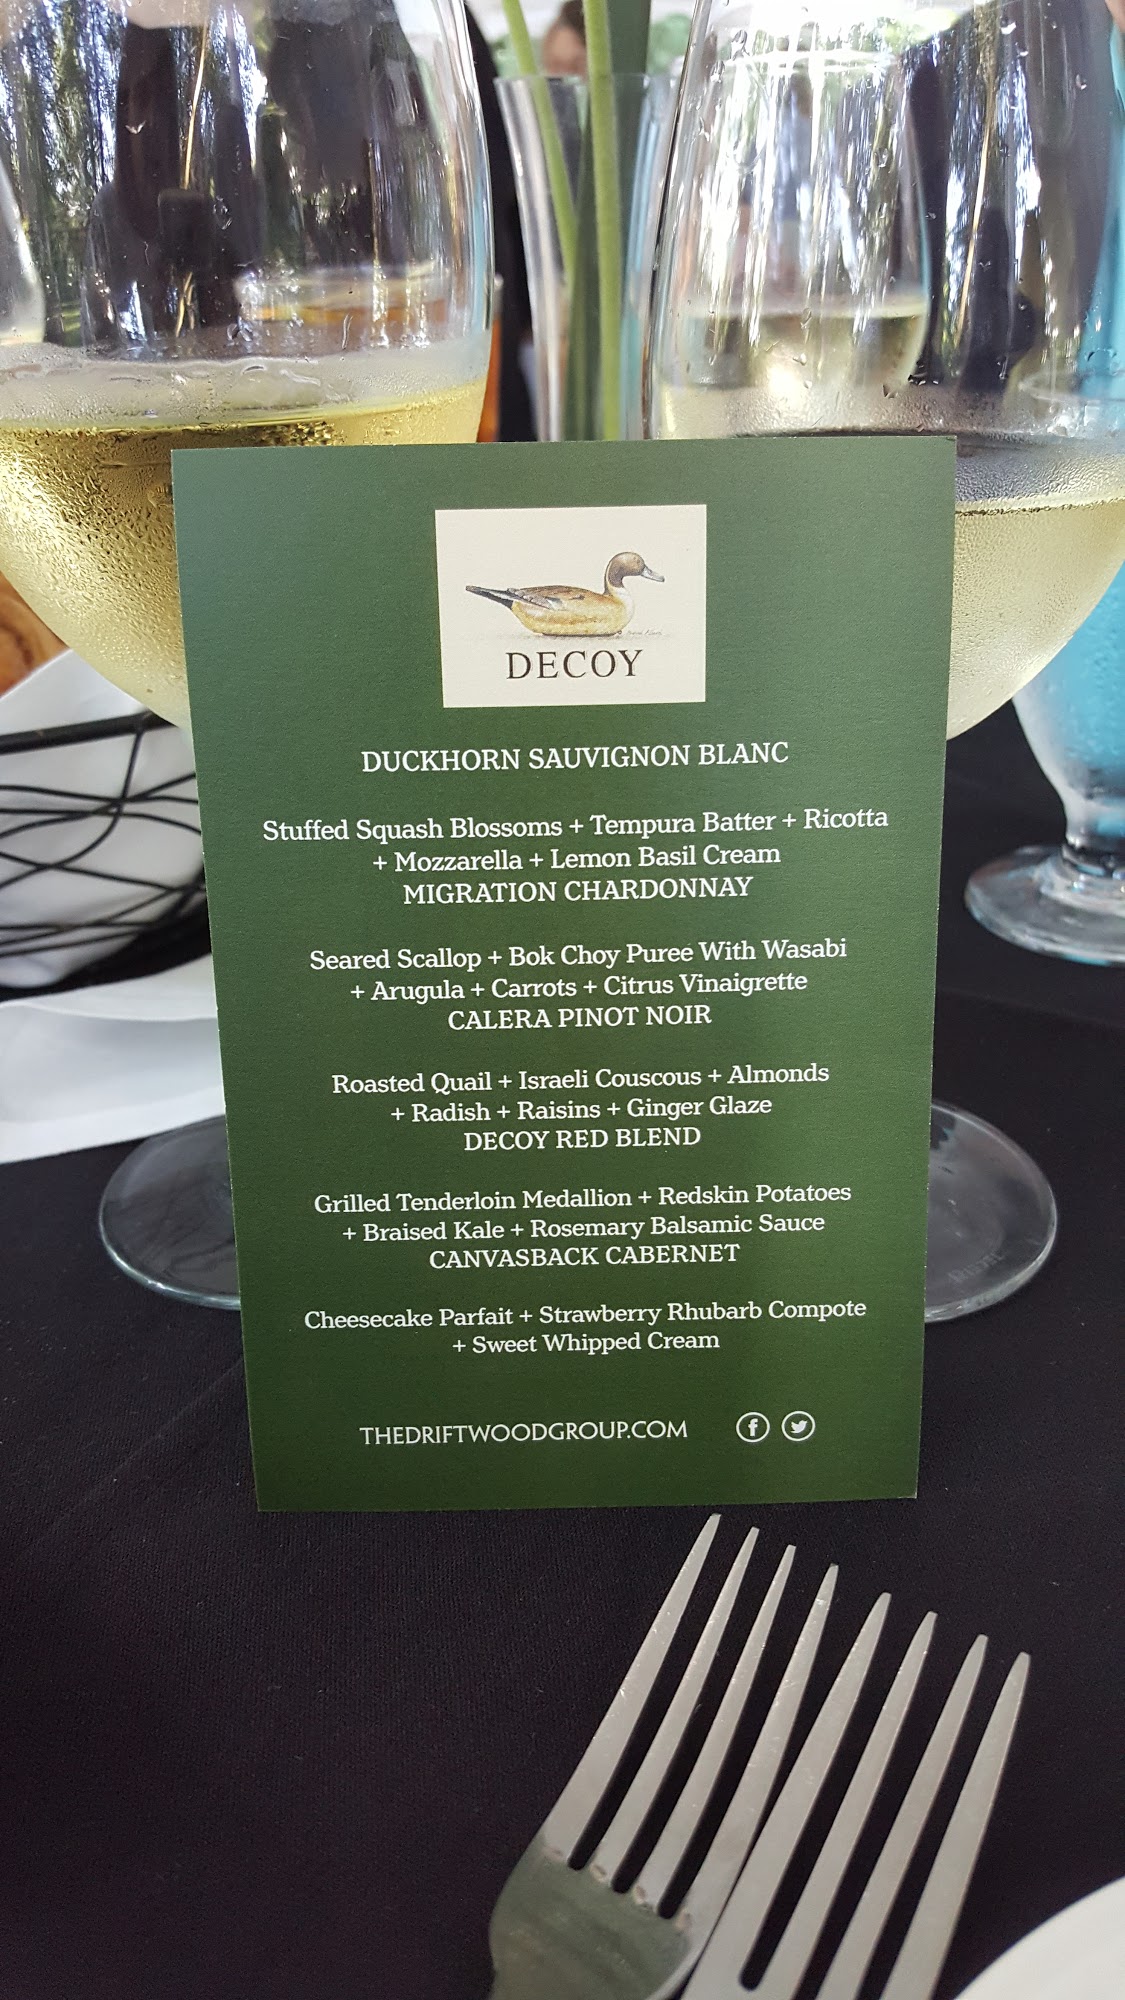 DECOY
DUCKHORN SAUVIGNON BLANC
Stuffed Squash Blossoms + Tempura Batter + Ricotta
+ Mozzarella + Lemon Basil Cream
MIGRATION CHARDONNAY
Seared Scallop + Bok Choy Puree With Wasabi
+ Arugula + Carrots + Citrus Vinaigrette
CALERA PINOT NOIR
Roasted Quail + Israeli Couscous + Almonds
+ Radish + Raisins + Ginger Glaze
DECOY RED BLEND
Grilled Tenderloin Medallion + Redskin Potatoes
+ Braised Kale + Rosemary Balsamic Sauce
CANVASBACK CABERNET
Cheesecake Parfait + Strawberry Rhubarb Compote
+ Sweet Whipped Cream
THEDRIFTWOODGROUP.COM